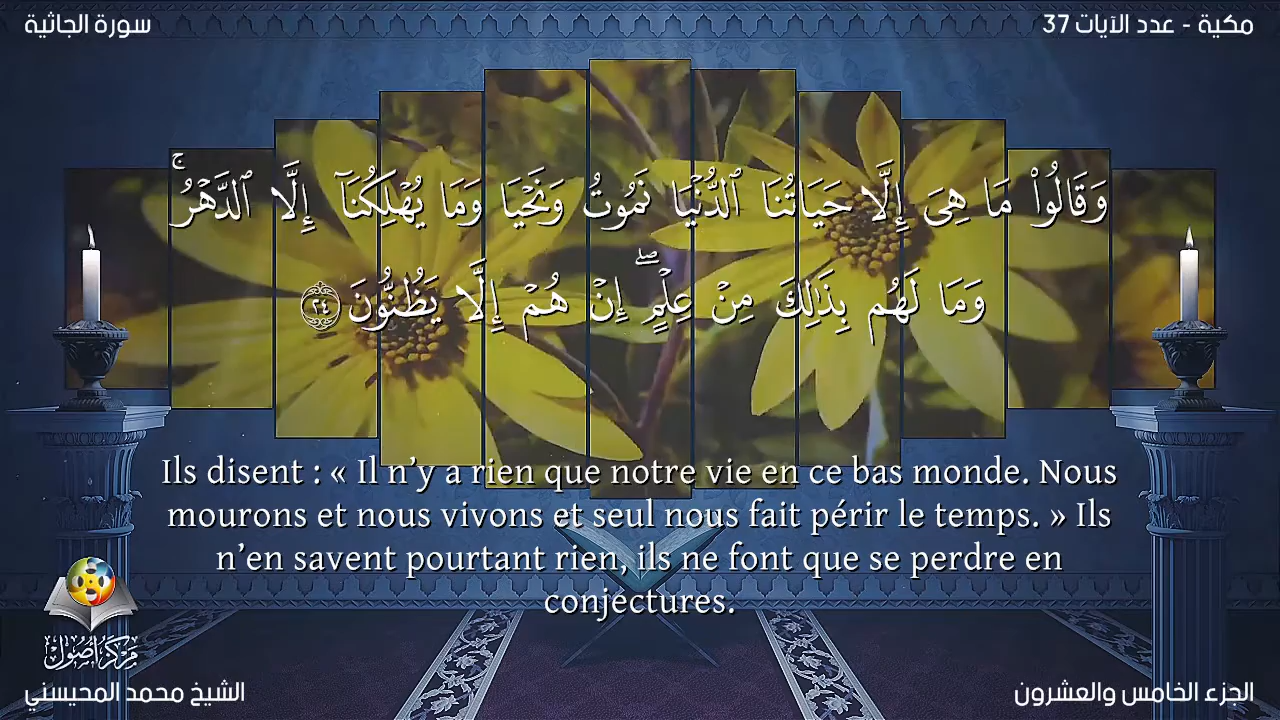 سورة الجاثية
مكية - عدد الآيات 37
وَقَالُوا۟ مَا هِىَ إِلَّا حَيَاتُنَا ٱلدُّنْيَا نَمُوتُ وَنَحْيَا وَمَا يُهْلِكُنَآ إِلَّا ٱلدَّهْرُ ۚ
وَمَا لَهُم بِذَٰلِكَ مِنْ عِلْمٍ ۖ إِنْ هُمْ إِلَّا يَظُنُّونَ ٢٤
Ils disent : « Il n’y a rien que notre vie en ce bas monde. Nous
mourons et nous vivons et seul nous fait périr le temps. » Ils
n’en savent pourtant rien, ils ne font que se perdre en
conjectures.
مركز أصول
الشيخ محمد المحيسني
الجزء الخامس والعشرون